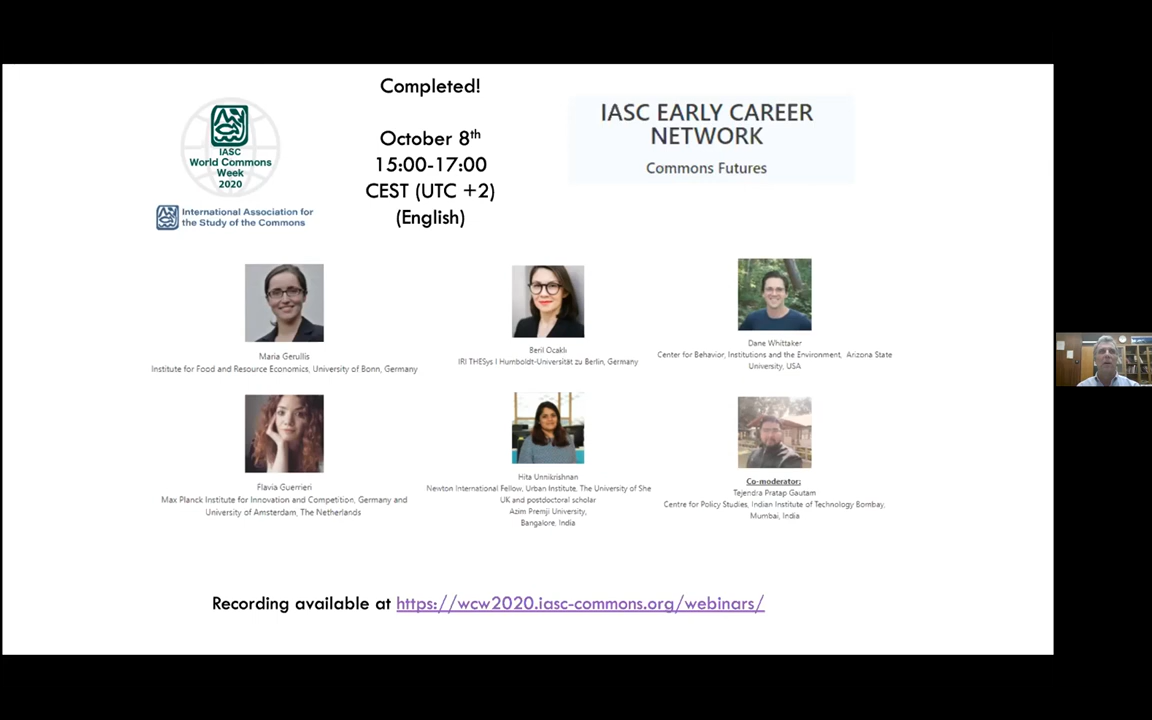 Completed!
October 8th
15:00-17:00
CEST (UTC +2)
(English)
IASC
World Commons
Week
2020
International Association for
the Study of the Commons
IASC EARLY CAREER
NETWORK
Commons Futures
Maria Gerullis
Institute for Food and Resource Economics, University of Bonn, Germany
Beril Ocaklı
IRI THESys I Humboldt-Universität zu Berlin, Germany
Dane Whittaker
Center for Behavior, Institutions and the Environment, Arizona State
University, USA
Flavia Guerrieri
Max Planck Institute for Innovation and Competition, Germany and
University of Amsterdam, The Netherlands
Hita Unnikrishnan
Newton International Fellow, Urban Institute, The University of She
UK and postdoctoral scholar
Azim Premji University,
Bangalore, India
Co-moderator:
Tejendra Pratap Gautam
Centre for Policy Studies, Indian Institute of Technology Bombay,
Mumbai, India
Recording available at https://wcw2020.iasc-commons.org/webinars/